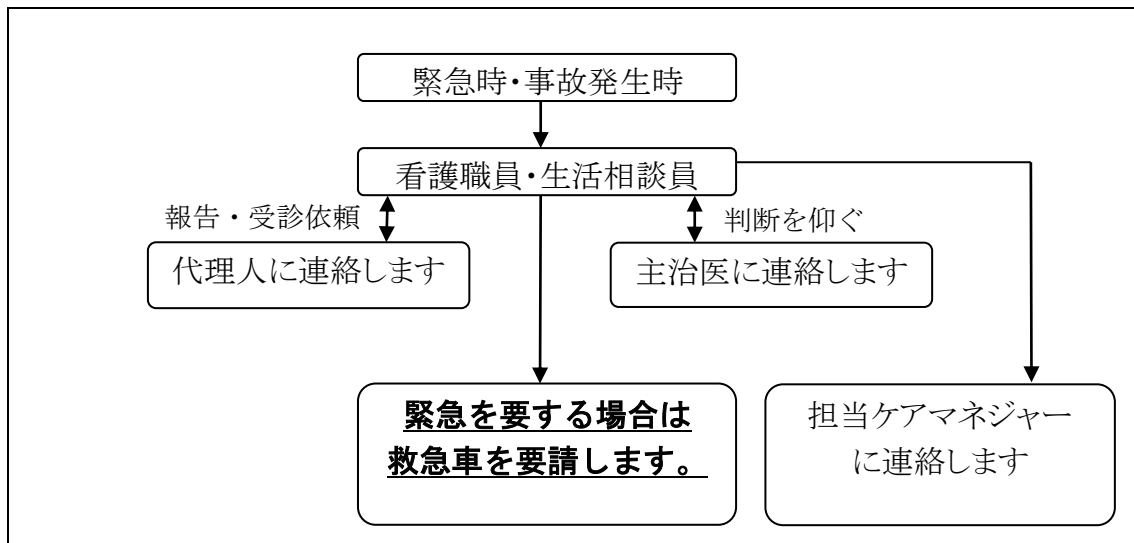 緊急時・事故発生時
看護職員・生活相談員
報告・受診依頼
判断を仰ぐ
代理人に連絡します
主治医に連絡します
緊急を要する場合は
救急車を要請します。
担当ケアマネジャー
に連絡します